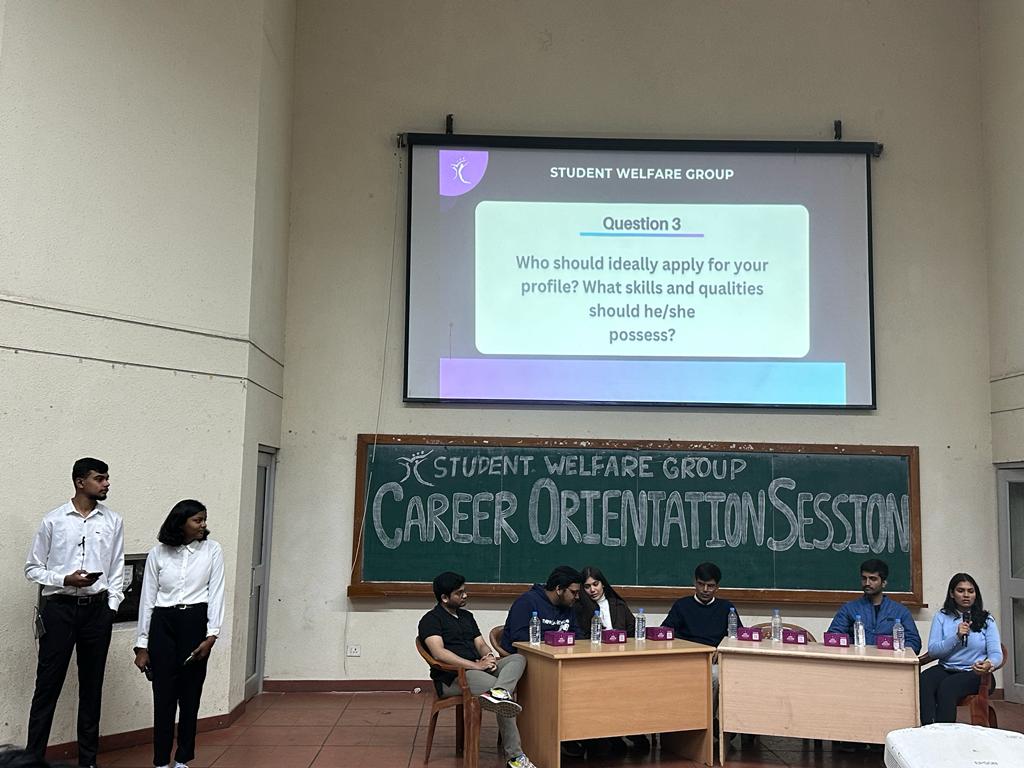 STUDENT WELFARE GROUP
Question 3
Who should ideally apply for your
profile? What skills and qualities
should he/she
possess?
STUDENT WELFARE GROUP
CAREER ORIENTATION SESSION
EPSON